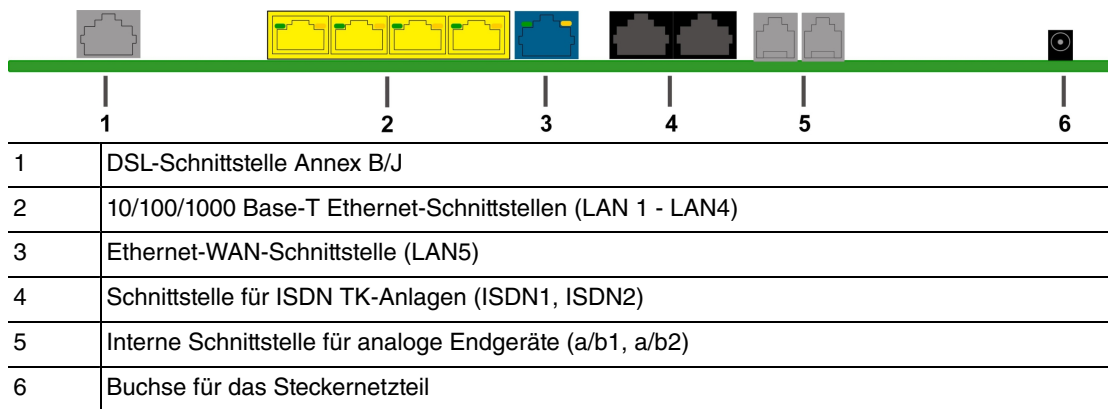 1 2 3 4 5 6
1 DSL-Schnittstelle Annex B/J
2 10/100/1000 Base-T Ethernet-Schnittstellen (LAN 1 - LAN4)
3 Ethernet-WAN-Schnittstelle (LAN5)
4 Schnittstelle für ISDN TK-Anlagen (ISDN1, ISDN2)
5 Interne Schnittstelle für analoge Endgeräte (a/b1, a/b2)
6 Buchse für das Steckernetzteil